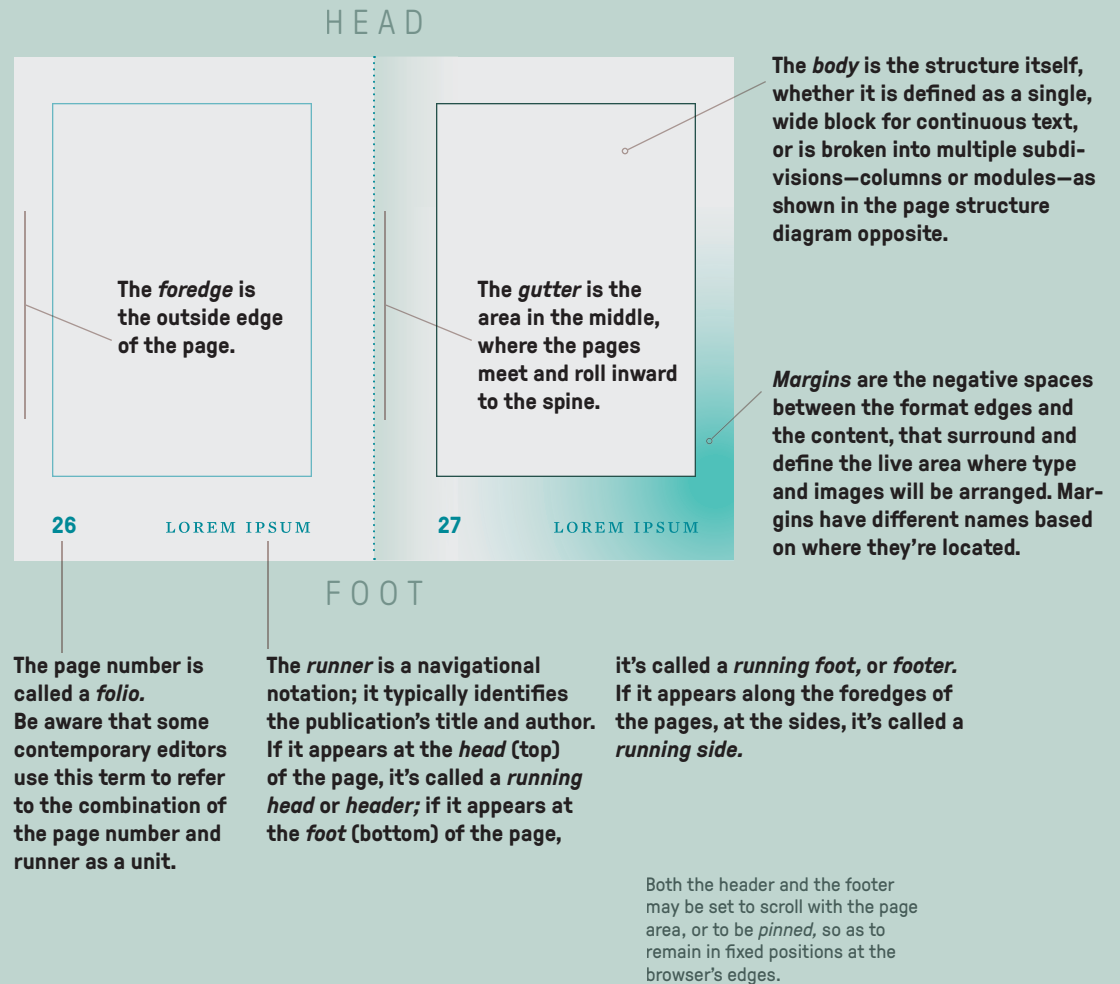 HEAD
The body is the structure itself,
whether it is defined as a single,
wide block for continuous text,
or is broken into multiple subdi-
visions—columns or modules—as
shown in the page structure
diagram opposite.
The foredge is
the outside edge
of the page.
The gutter is the
area in the middle,
where the pages
meet and roll inward
to the spine.
Margins are the negative spaces
between the format edges and
the content, that surround and
define the live area where type
and images will be arranged. Mar-
gins have different names based
on where they're located.
26
LOREM IPSUM
27
LOREM IPSUM
FOOT
The page number is
called a folio.
Be aware that some
contemporary editors
use this term to refer
to the combination of
the page number and
runner as a unit.
The runner is a navigational
notation; it typically identifies
the publication's title and author.
If it appears at the head (top)
of the page, it's called a running
head or header; if it appears at
the foot (bottom) of the page,
it's called a running foot, or footer.
If it appears along the foredges of
the pages, at the sides, it's called a
running side.
Both the header and the footer
may be set to scroll with the page
area, or to be pinned, so as to
remain in fixed positions at the
browser's edges.